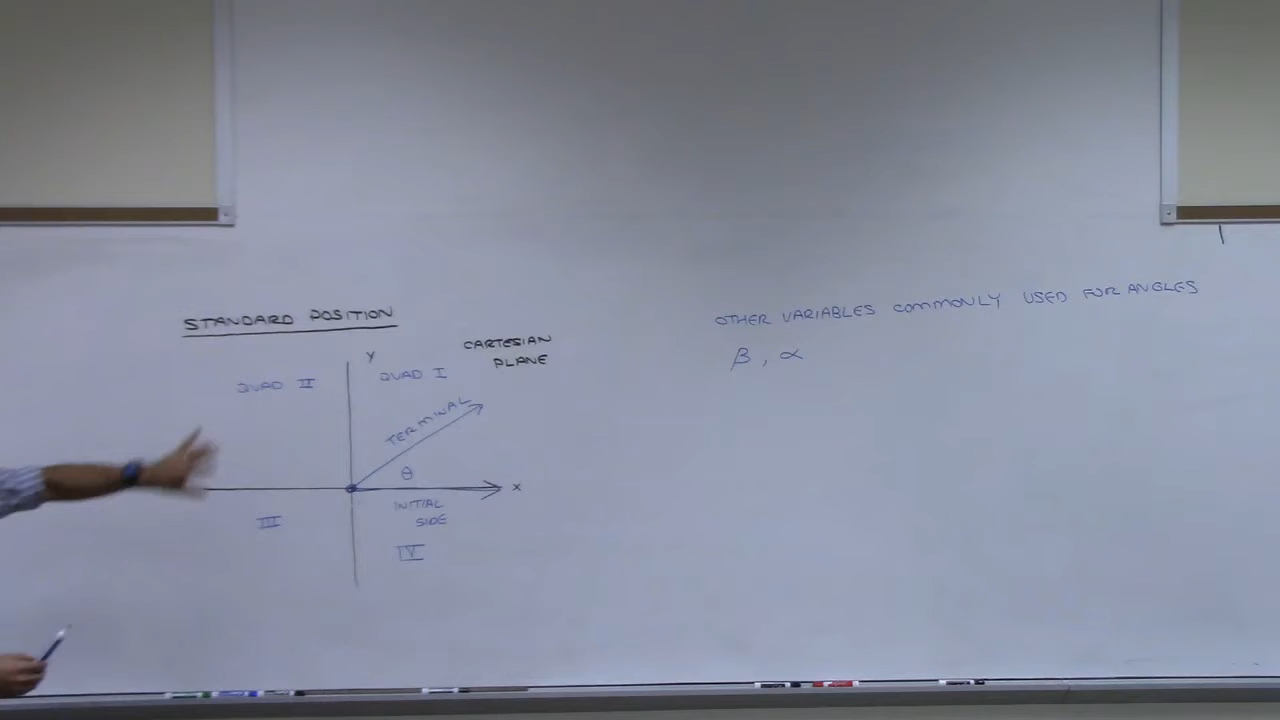 STANDARD POSITION
Y
CARTESIAN
PLANE
QUAD II
QUAD I
TERMINAL
θ
X
INITIAL
SIDE
III
IV
OTHER VARIABLES COMMONLY USED FOR ANGLES
β, α